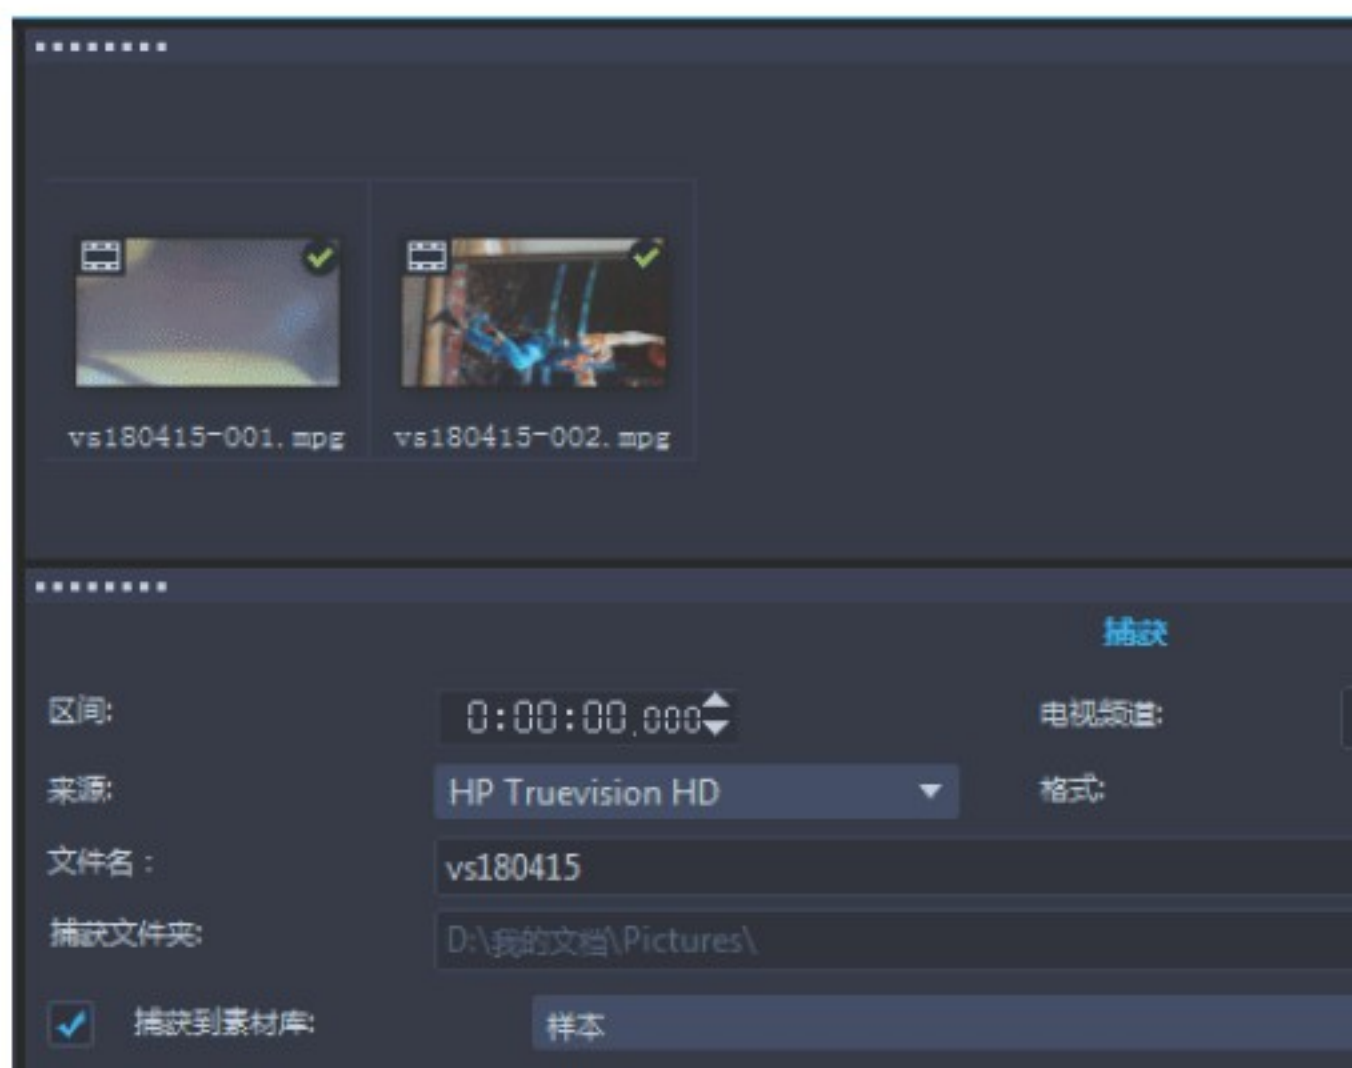 vs180415-001.mpg vs180415-002.mpg
捕获
区间: 0:00:00.000 电视频道:
来源: HP Truevision HD 格式:
文件名： vs180415
捕获文件夹: D:\我的文档\Pictures\
捕获到素材库: 样本